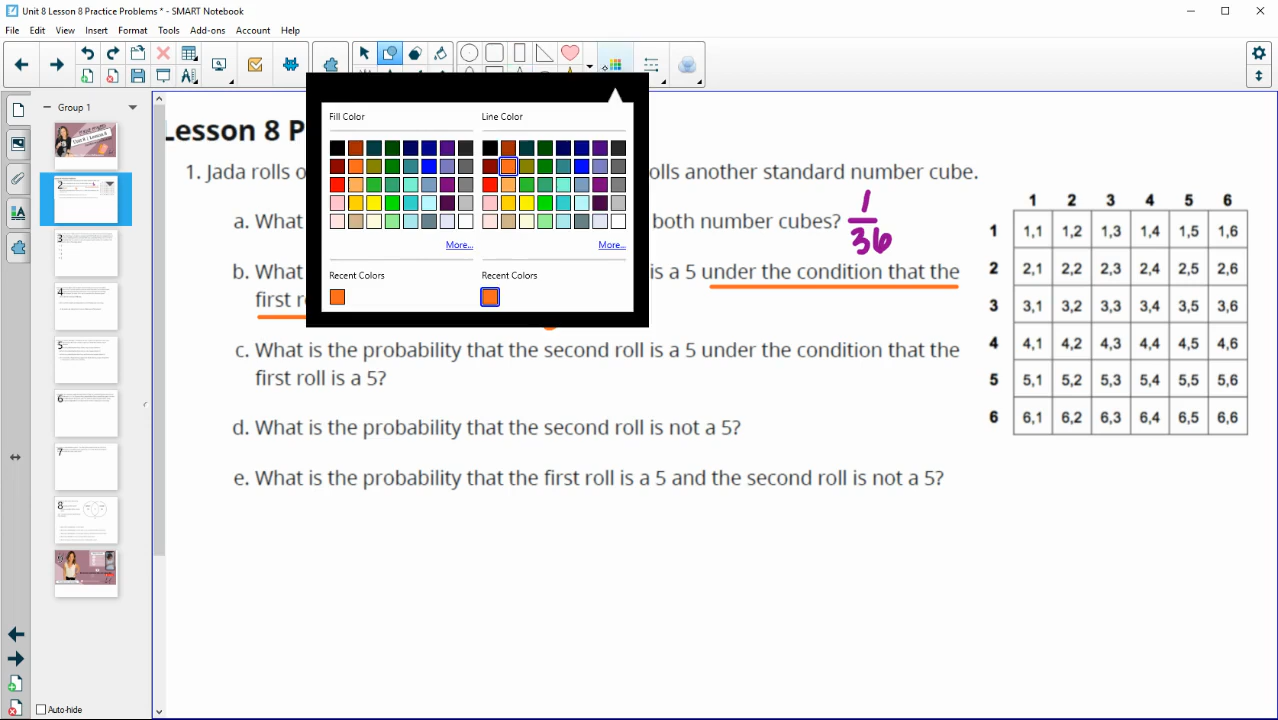 Unit 8 Lesson 8 Practice Problems * - SMART Notebook
File Edit View Insert Format Tools Add-ons Account Help
Group 1
Fill Color Line Color
More... More...
Recent Colors Recent Colors
Lesson 8 P
1. Jada rolls o olls another standard number cube.
a. What both number cubes? 1/36
b. What is a 5 under the condition that the
first r
c. What is the probability that the second roll is a 5 under the condition that the
first roll is a 5?
d. What is the probability that the second roll is not a 5?
e. What is the probability that the first roll is a 5 and the second roll is not a 5?
1 2 3 4 5 6
1 1,1 1,2 1,3 1,4 1,5 1,6
2 2,1 2,2 2,3 2,4 2,5 2,6
3 3,1 3,2 3,3 3,4 3,5 3,6
4 4,1 4,2 4,3 4,4 4,5 4,6
5 5,1 5,2 5,3 5,4 5,5 5,6
6 6,1 6,2 6,3 6,4 6,5 6,6
2
3
4
5
6
7
8
Auto-hide